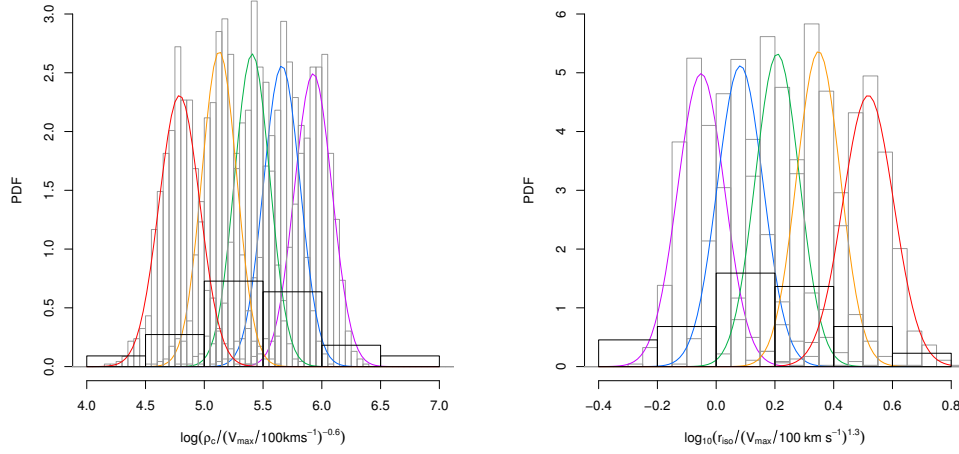 PDF
3.0
2.5
2.0
1.5
1.0
0.5
0.0
4.0 4.5 5.0 5.5 6.0 6.5 7.0
log(ρc/(Vmax/100kms⁻¹)⁻⁰·⁶)
PDF
6
5
4
3
2
1
0
−0.4 −0.2 0.0 0.2 0.4 0.6 0.8
log₁₀(riso/(Vmax/100 km s⁻¹)¹·³)